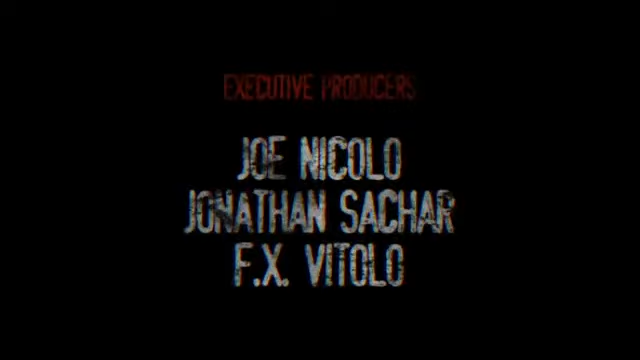 EXECUTIVE PRODUCERS
JOE NICOLO
JONATHAN SACHAR
F.X. VITOLO